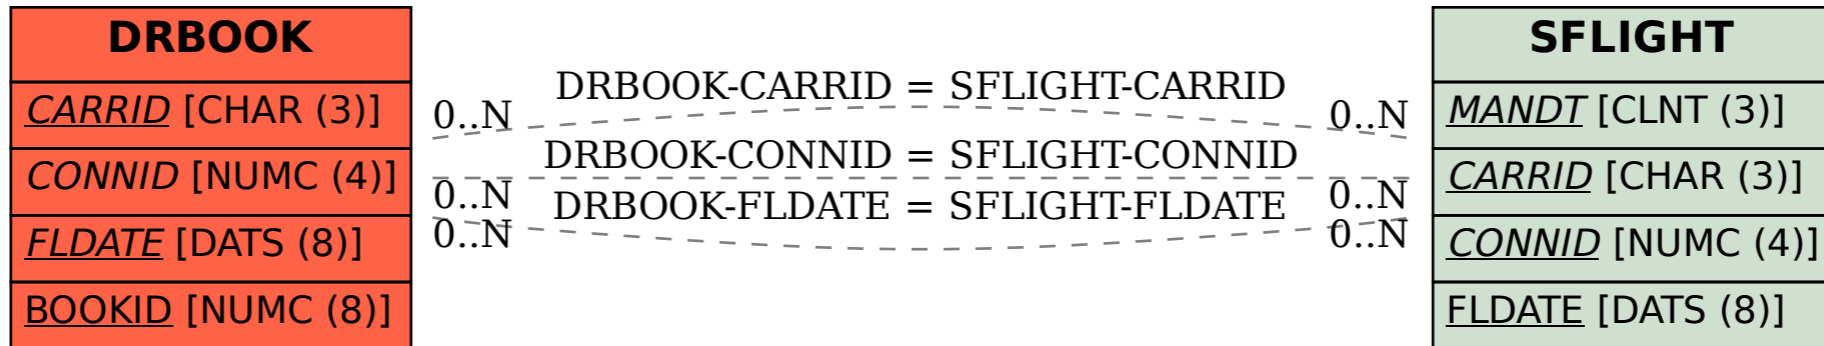 DRBOOK
CARRID [CHAR (3)]
CONNID [NUMC (4)]
FLDATE [DATS (8)]
BOOKID [NUMC (8)]
0..N DRBOOK-CARRID = SFLIGHT-CARRID 0..N
DRBOOK-CONNID = SFLIGHT-CONNID
0..N DRBOOK-FLDATE = SFLIGHT-FLDATE 0..N
0..N 0..N
SFLIGHT
MANDT [CLNT (3)]
CARRID [CHAR (3)]
CONNID [NUMC (4)]
FLDATE [DATS (8)]